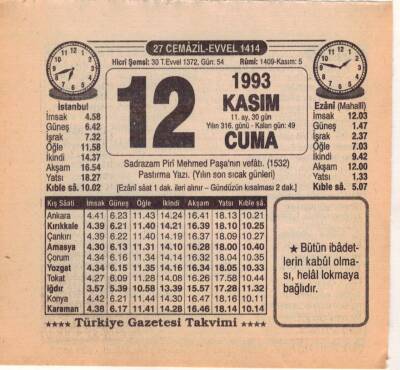 27 CEMÂZİL-EVVEL 1414
Hicrî Şemsî: 30 T.Evvel 1372, Gün: 54 Rûmî: 1409-Kasım: 5
12
1993
KASIM
11. ay, 30 gün
Yılın 316. günü - Kalan gün: 49
CUMA
İstanbul
İmsak 4.58
Güneş 6.42
İşrak 7.32
Öğle 11.58
İkindi 14.37
Akşam 16.54
Yatsı 18.27
Kıble sâ. 10.02
Ezânî (Mahallî)
İmsak 12.03
Güneş 1.47
İşrak 2.37
Öğle 7.03
İkindi 9.42
Akşam 12.00
Yatsı 1.33
Kıble sâ. 5.07
Sadrazam Pirî Mehmed Paşa'nın vefâtı. (1532)
Pastırma Yazı. (Yılın son sıcak günleri)
[Ezânî sâat 1 dak. ileri alınır – Gündüzün kısalması 2 dak.]
Kış Sâati İmsak Güneş Öğle İkindi Akşam Yatsı Kıble sâ.
Ankara 4.41 6.23 11.43 14.24 16.41 18.13 10.21
Kırıkkale 4.39 6.21 11.40 14.21 16.39 18.10 10.25
Çankırı 4.39 6.22 11.40 14.19 16.37 18.09 10.27
Amasya 4.30 6.13 11.31 4.10 16.28 18.00 10.40
Çorum 4.34 6.16 11.34 14.14 16.32 18.04 10.35
Yozgat 4.34 6.15 11.35 14.16 16.34 18.05 10.33
Tokat 4.27 6.09 11.28 14.08 16.26 17.58 10.44
Iğdır 3.57 5.39 10.58 13.39 15.57 17.28 11.32
Konya 4.42 6.21 11.44 14.30 16.47 18.16 10.11
Karaman 4.38 6.17 11.41 14.28 16.46 18.14 10.14
★ Bütün ibâdet-
lerin kabûl olma-
sı, helâl lokmaya
bağlıdır.
★★★★ Türkiye Gazetesi Takvimi ★★★★